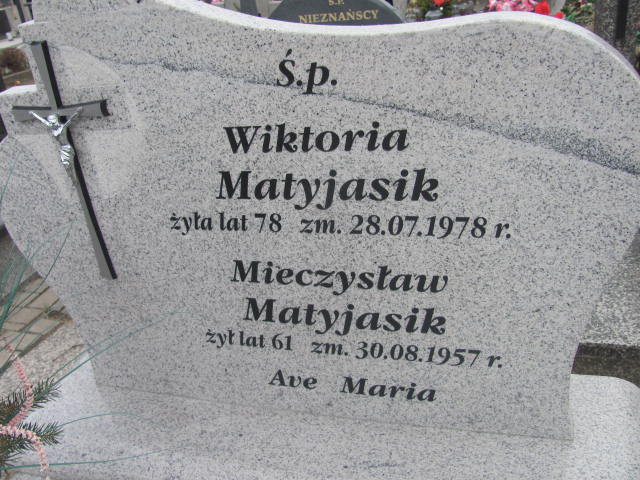 Ś.P.
NIEZNAŃSCY
Ś.p.
Wiktoria
Matyjasik
żyła lat 78 zm. 28.07.1978 r.
Mieczysław
Matyjasik
żył lat 61 zm. 30.08.1957 r.
Ave Maria